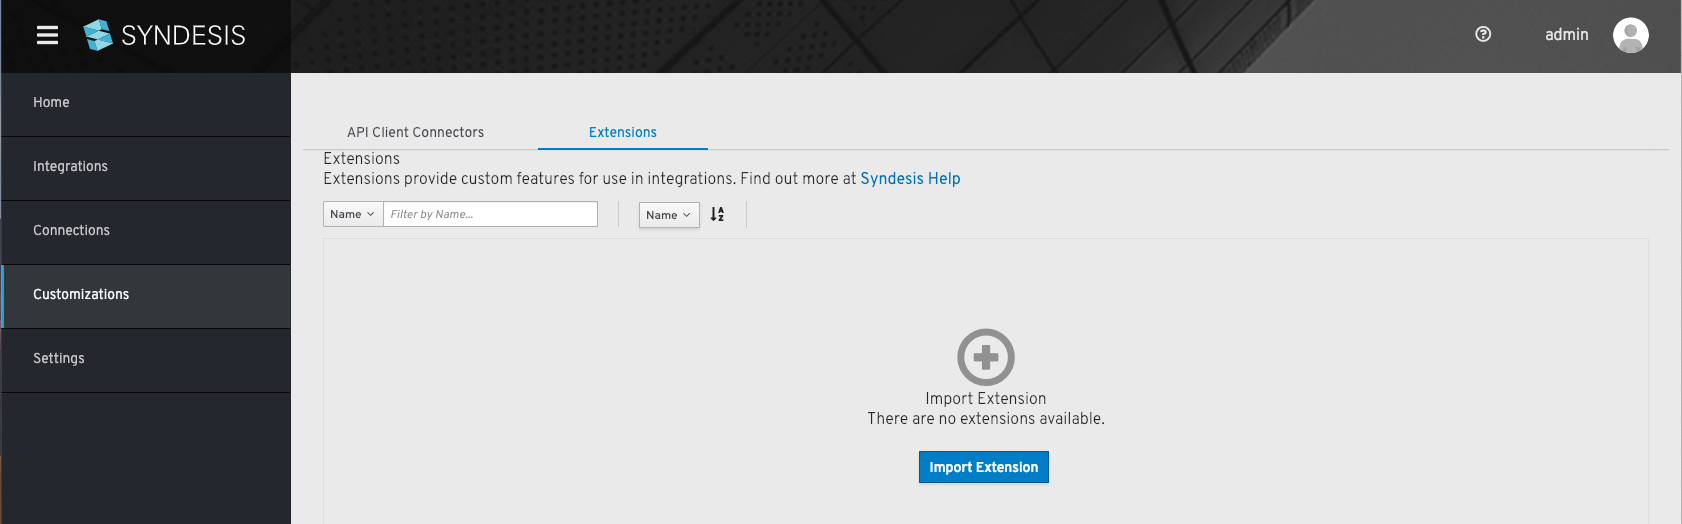 SYNDESIS
admin
Home
Integrations
Connections
Customizations
Settings
API Client Connectors Extensions
Extensions
Extensions provide custom features for use in integrations. Find out more at Syndesis Help
Name Filter by Name... Name
Import Extension
There are no extensions available.
Import Extension